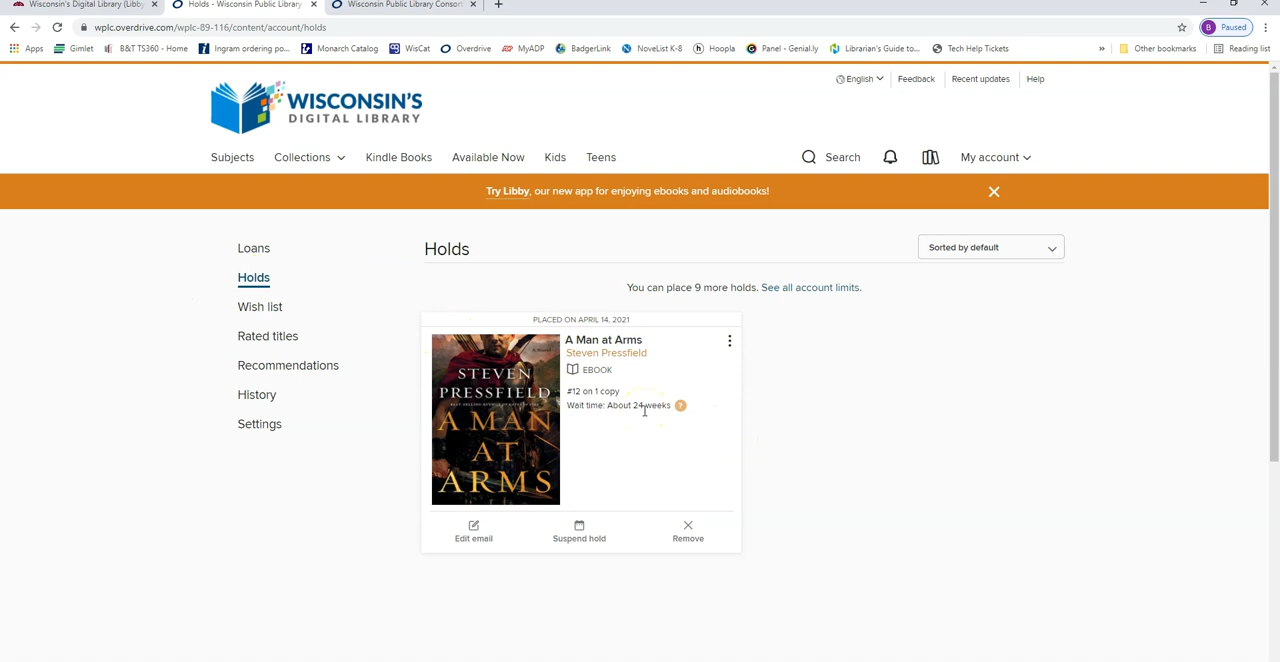 Wisconsin's Digital Library (Libby
Holds - Wisconsin Public Library
Wisconsin Public Library Consort
wplc.overdrive.com/wplc-89-116/content/account/holds
B Paused
Apps Gimlet B&T TS360 - Home Ingram ordering po... Monarch Catalog WisCat Overdrive MyADP BadgerLink NoveList K-8 Hoopla Panel - Genial.ly Librarian's Guide to... Tech Help Tickets » Other bookmarks Reading list
English Feedback Recent updates Help
WISCONSIN'S
DIGITAL LIBRARY
Subjects Collections Kindle Books Available Now Kids Teens Search My account
Try Libby, our new app for enjoying ebooks and audiobooks!
Loans
Holds
Wish list
Rated titles
Recommendations
History
Settings
Holds
Sorted by default
You can place 9 more holds. See all account limits.
PLACED ON APRIL 14, 2021
STEVEN
PRESSFIELD
A MAN
AT
ARMS
A Man at Arms
Steven Pressfield
EBOOK
#12 on 1 copy
Wait time: About 24 weeks ?
Edit email Suspend hold Remove